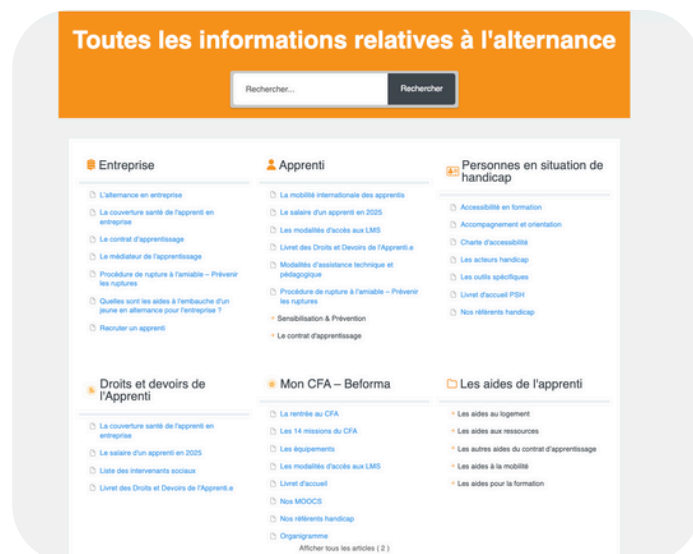 Toutes les informations relatives à l'alternance
Rechercher...
Rechercher
Entreprise
L'alternance en entreprise
La couverture santé de l'apprenti en
entreprise
Le contrat d'apprentissage
Le médiateur de l'apprentissage
Procédure de rupture à l'amiable – Prévenir
les ruptures
Quelles sont les aides à l'embauche d'un
jeune en alternance pour l'entreprise ?
Recruter un apprenti
Apprenti
La mobilité internationale des apprentis
Le salaire d'un apprenti en 2025
Les modalités d'accès aux LMS
Livret des Droits et Devoirs de l'Apprenti.e
Modalités d'assistance technique et
pédagogique
Procédure de rupture à l'amiable – Prévenir
les ruptures
Sensibilisation & Prévention
Le contrat d'apprentissage
Personnes en situation de
handicap
Accessibilité en formation
Accompagnement et orientation
Charte d'accessibilité
Les acteurs handicap
Les outils spécifiques
Livret d'accueil PSH
Nos référents handicap
Droits et devoirs de
l'Apprenti
La couverture santé de l'apprenti en
entreprise
Le salaire d'un apprenti en 2025
Liste des intervenants sociaux
Livret des Droits et Devoirs de l'Apprenti.e
Mon CFA – Beforma
La rentrée au CFA
Les 14 missions du CFA
Les équipements
Les modalités d'accès aux LMS
Livret d'accueil
Nos MOOCS
Nos référents handicap
Organigramme
Afficher tous les articles ( 2 )
Les aides de l'apprenti
Les aides au logement
Les aides aux ressources
Les autres aides du contrat d'apprentissage
Les aides à la mobilité
Les aides pour la formation